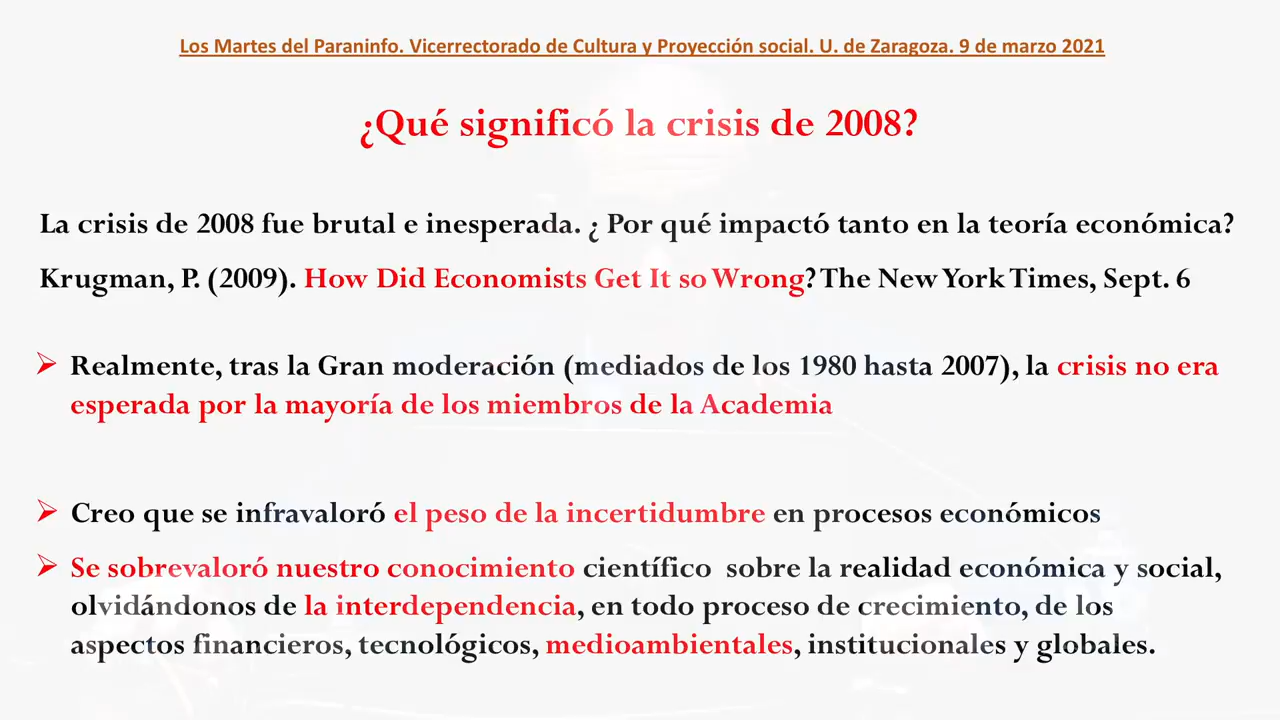 Los Martes del Paraninfo. Vicerrectorado de Cultura y Proyección social. U. de Zaragoza. 9 de marzo 2021
¿Qué significó la crisis de 2008?
La crisis de 2008 fue brutal e inesperada. ¿ Por qué impactó tanto en la teoría económica?
Krugman, P. (2009). How Did Economists Get It so Wrong? The New York Times, Sept. 6
Realmente, tras la Gran moderación (mediados de los 1980 hasta 2007), la crisis no era
esperada por la mayoría de los miembros de la Academia
Creo que se infravaloró el peso de la incertidumbre en procesos económicos
Se sobrevaloró nuestro conocimiento científico sobre la realidad económica y social,
olvidándonos de la interdependencia, en todo proceso de crecimiento, de los
aspectos financieros, tecnológicos, medioambientales, institucionales y globales.